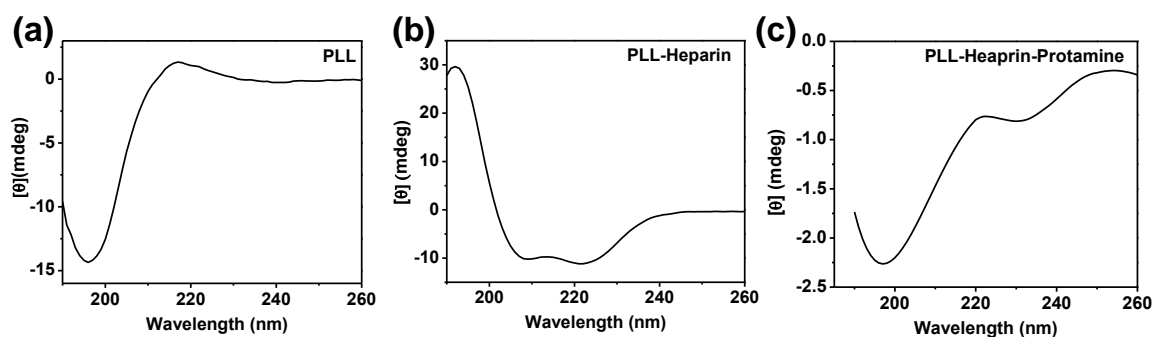 (a)
PLL
[θ](mdeg)
0
-5
-10
-15
200
220
240
260
Wavelength (nm)
(b)
PLL-Heparin
[θ] (mdeg)
30
20
10
0
-10
200
220
240
260
Wavelength (nm)
(c)
PLL-Heaprin-Protamine
[θ] (mdeg)
0.0
-0.5
-1.0
-1.5
-2.0
-2.5
200
220
240
260
Wavelength (nm)